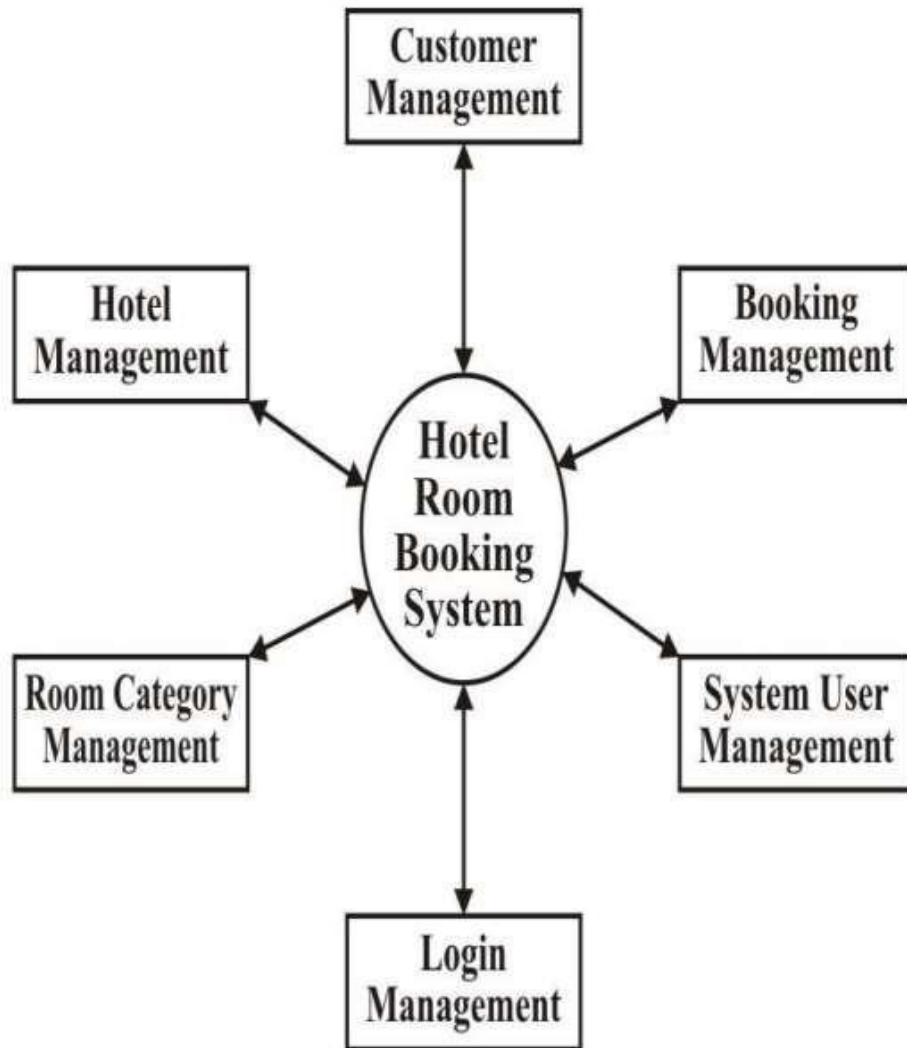 Customer
Management
Hotel
Management
Booking
Management
Hotel
Room
Booking
System
Room Category
Management
System User
Management
Login
Management